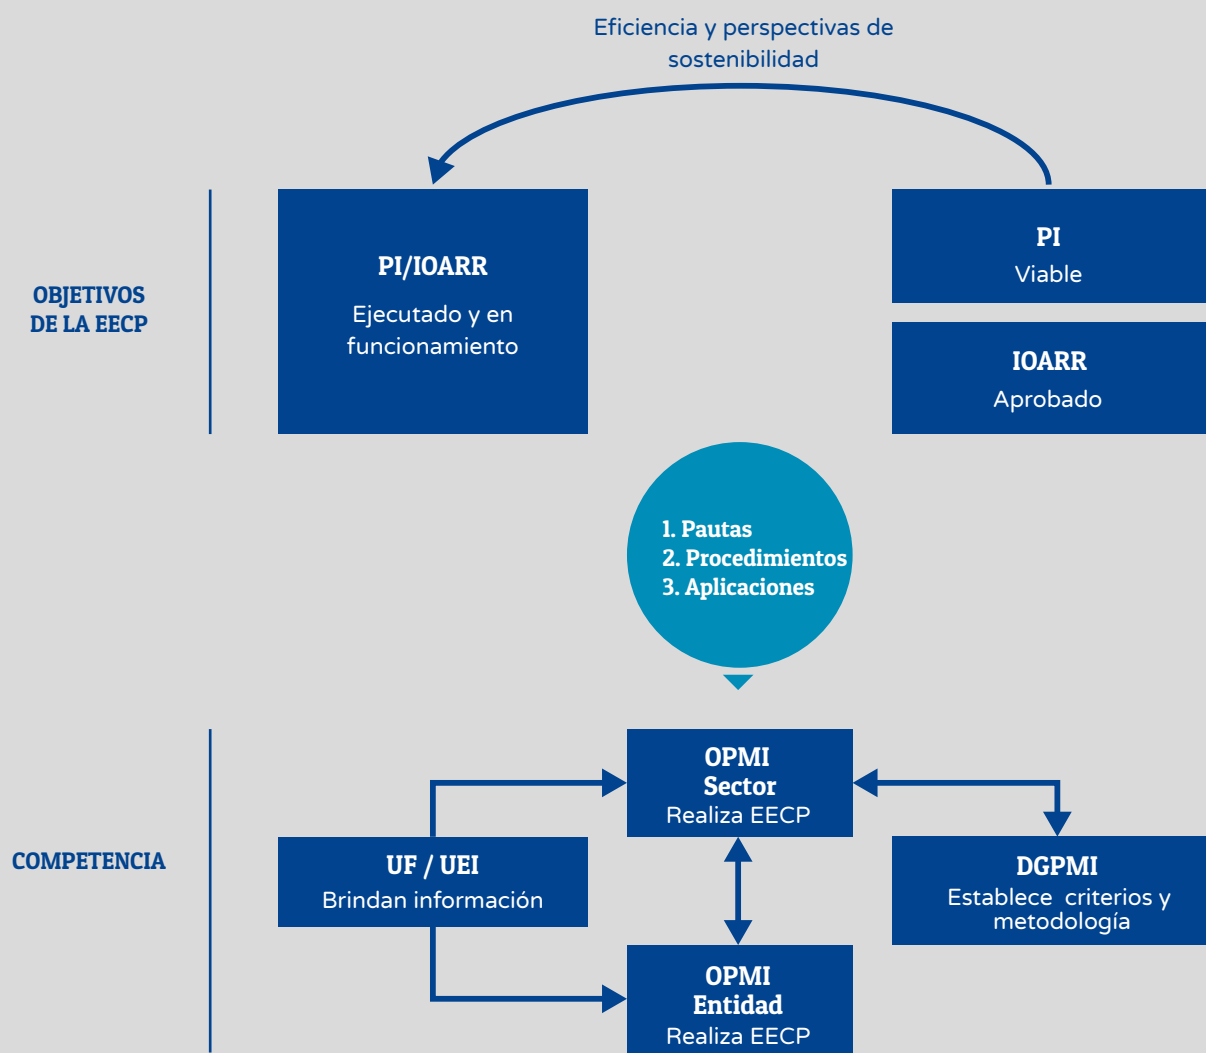 Eficiencia y perspectivas de
sostenibilidad
OBJETIVOS
DE LA EECP
PI/IOARR
Ejecutado y en
funcionamiento
PI
Viable
IOARR
Aprobado
1. Pautas
2. Procedimientos
3. Aplicaciones
COMPETENCIA
UF / UEI
Brindan información
OPMI
Sector
Realiza EECP
OPMI
Entidad
Realiza EECP
DGPMI
Establece criterios y
metodología